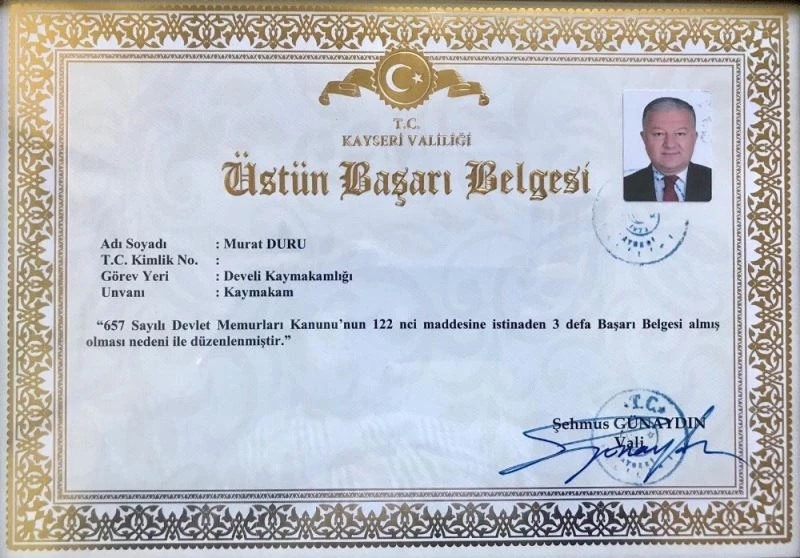 T.C.
KAYSERİ VALİLİĞİ
Üstün Başarı Belgesi
Adı Soyadı : Murat DURU
T.C. Kimlik No. :
Görev Yeri : Develi Kaymakamlığı
Unvanı : Kaymakam
“657 Sayılı Devlet Memurları Kanunu’nun 122 nci maddesine istinaden 3 defa Başarı Belgesi almış
olması nedeni ile düzenlenmiştir.”
T.C.
Şehmus GÜNAYDIN
Vali